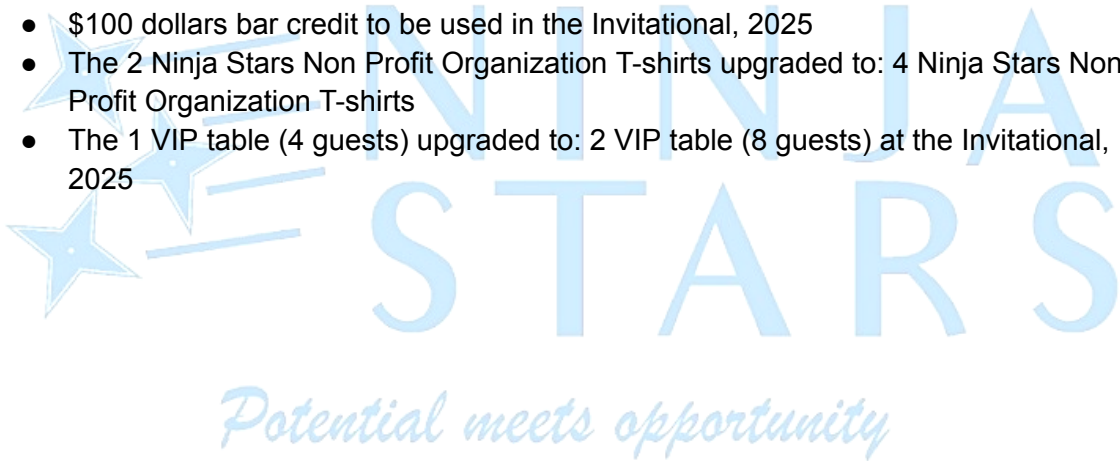 ● $100 dollars bar credit to be used in the Invitational, 2025
● The 2 Ninja Stars Non Profit Organization T-shirts upgraded to: 4 Ninja Stars Non
Profit Organization T-shirts
● The 1 VIP table (4 guests) upgraded to: 2 VIP table (8 guests) at the Invitational,
2025
NINJA
STARS
Potential meets opportunity